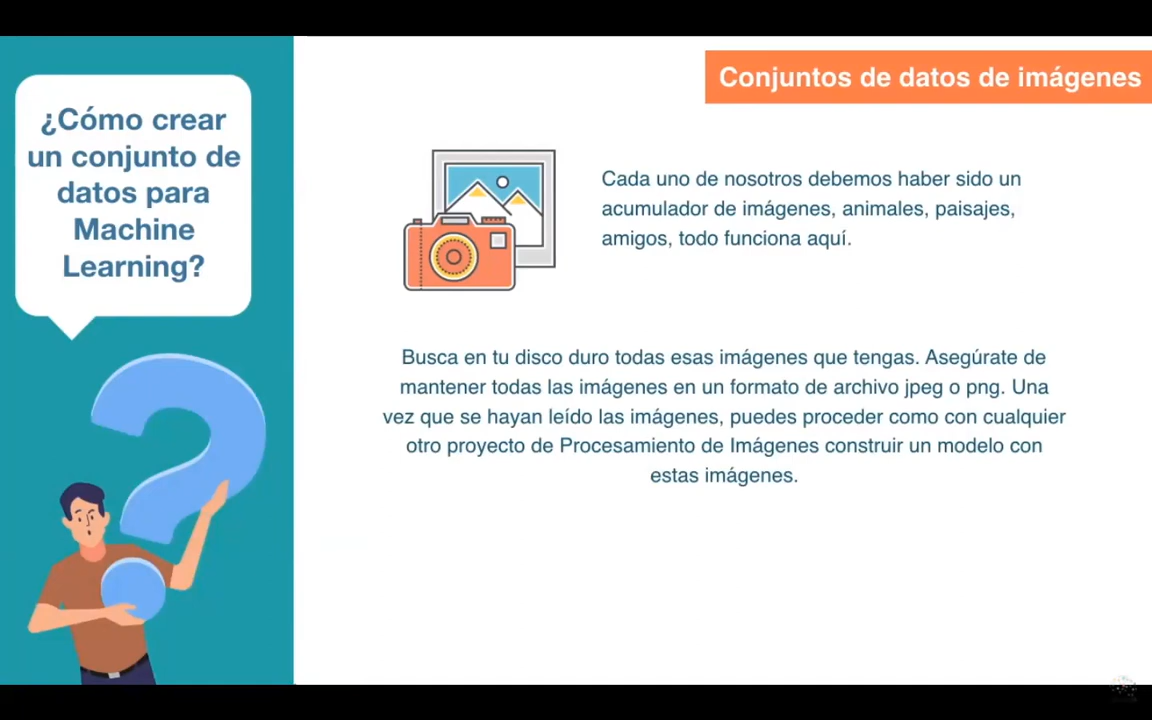 ¿Cómo crear
un conjunto de
datos para
Machine
Learning?
Conjuntos de datos de imágenes
Cada uno de nosotros debemos haber sido un
acumulador de imágenes, animales, paisajes,
amigos, todo funciona aquí.
Busca en tu disco duro todas esas imágenes que tengas. Asegúrate de
mantener todas las imágenes en un formato de archivo jpeg o png. Una
vez que se hayan leído las imágenes, puedes proceder como con cualquier
otro proyecto de Procesamiento de Imágenes construir un modelo con
estas imágenes.